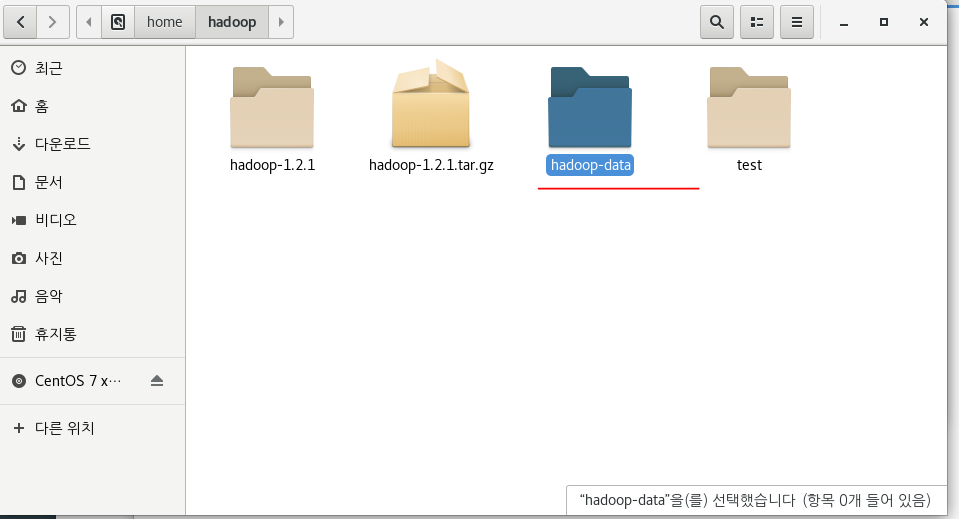 home hadoop
최근
홈
다운로드
문서
비디오
사진
음악
휴지통
CentOS 7 x…
다른 위치
hadoop-1.2.1 hadoop-1.2.1.tar.gz hadoop-data test
“hadoop-data”을(를) 선택했습니다 (항목 0개 들어 있음)